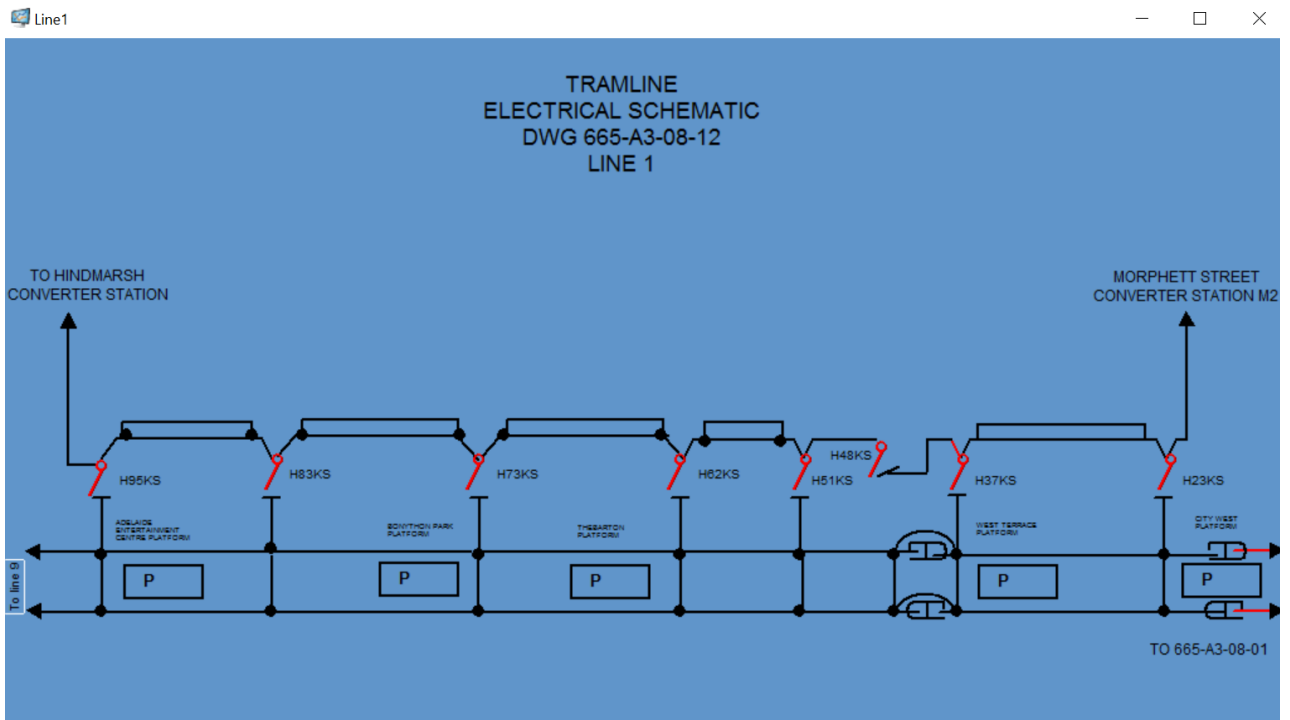 Line1
TRAMLINE
ELECTRICAL SCHEMATIC
DWG 665-A3-08-12
LINE 1
TO HINDMARSH
CONVERTER STATION
MORPHETT STREET
CONVERTER STATION M2
H95KS
H83KS
H73KS
H62KS
H51KS
H48KS
H37KS
H23KS
ADELAIDE
ENTERTAINMENT
CENTRE PLATFORM
BONYTHON PARK
PLATFORM
THEBARTON
PLATFORM
WEST TERRACE
PLATFORM
CITY WEST
PLATFORM
To line 9
P
P
P
P
P
TO 665-A3-08-01